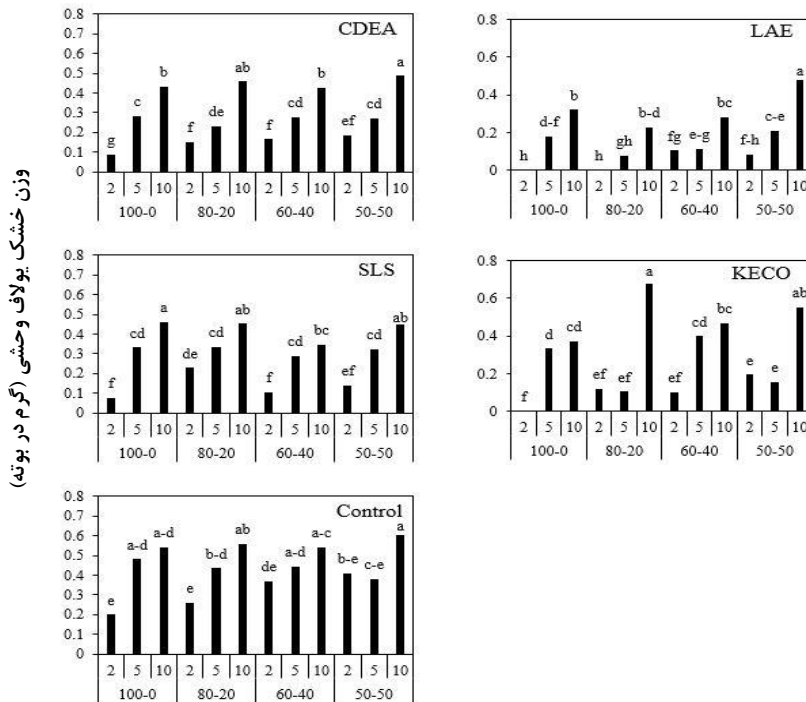 وزن خشک یولاف وحشی (گرم در بوته)
CDEA
0.8
0.7
0.6
0.5
0.4
0.3
0.2
0.1
0
g c b f de ab f cd b ef cd a
2 5 10 2 5 10 2 5 10 2 5 10
100-0 80-20 60-40 50-50
LAE
0.8
0.6
0.4
0.2
0
h d-f b h gh b-d fg e-g bc f-h c-e a
2 5 10 2 5 10 2 5 10 2 5 10
100-0 80-20 60-40 50-50
SLS
0.8
0.7
0.6
0.5
0.4
0.3
0.2
0.1
0
f cd a de cd ab f cd bc ef cd ab
2 5 10 2 5 10 2 5 10 2 5 10
100-0 80-20 60-40 50-50
KECO
0.8
0.6
0.4
0.2
0
f d cd ef ef a ef cd bc e e ab
2 5 10 2 5 10 2 5 10 2 5 10
100-0 80-20 60-40 50-50
Control
0.8
0.7
0.6
0.5
0.4
0.3
0.2
0.1
0
e a-d a-d e b-d ab de a-d a-c b-e c-e a
2 5 10 2 5 10 2 5 10 2 5 10
100-0 80-20 60-40 50-50